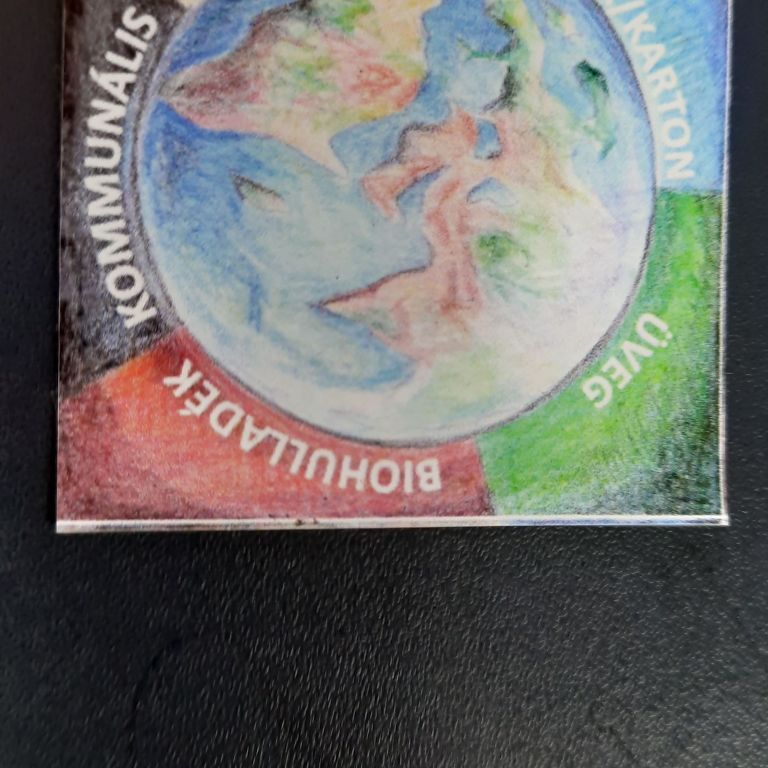 KOMMUNÁLIS
KARTON
ÜVEG
BIOHULLADÉK